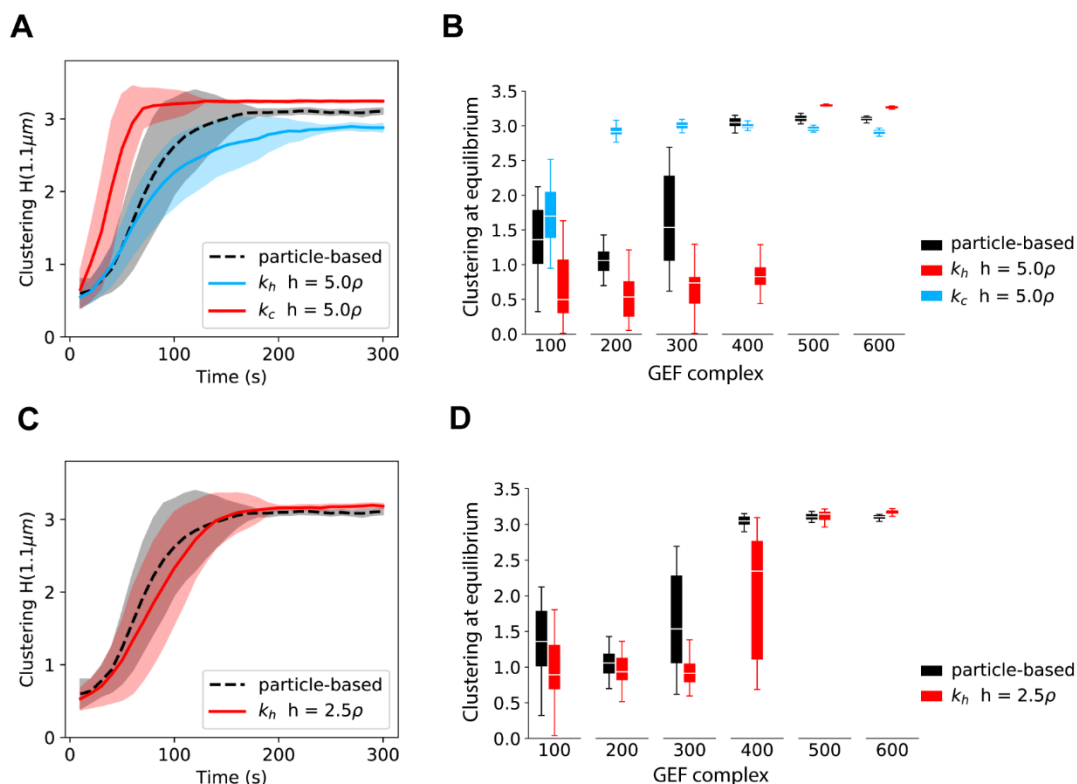 A
Clustering H(1.1μm)
3
2
1
0
0
100
200
300
Time (s)
particle-based
k_h h = 5.0ρ
k_c h = 5.0ρ
B
Clustering at equilibrium
3.5
3.0
2.5
2.0
1.5
1.0
0.5
0.0
100
200
300
400
500
600
GEF complex
particle-based
k_h h = 5.0ρ
k_c h = 5.0ρ
C
Clustering H(1.1μm)
3
2
1
0
0
100
200
300
Time (s)
particle-based
k_h h = 2.5ρ
D
Clustering at equilibrium
3.5
3.0
2.5
2.0
1.5
1.0
0.5
0.0
100
200
300
400
500
600
GEF complex
particle-based
k_h h = 2.5ρ